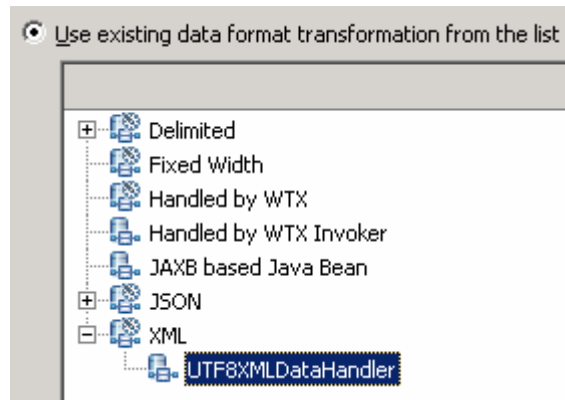 Use existing data format transformation from the list
Delimited
Fixed Width
Handled by WTX
Handled by WTX Invoker
JAXB based Java Bean
JSON
XML
UTF8XMLDataHandler